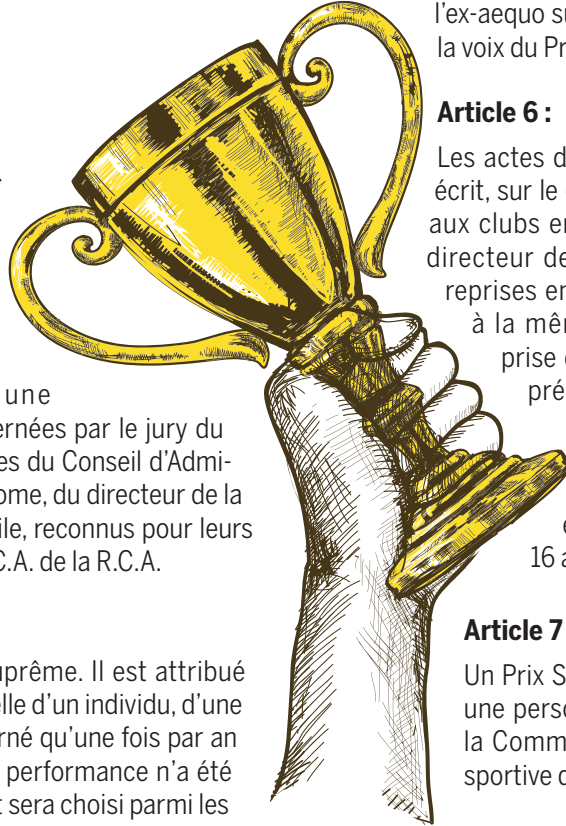 une
ernées par le jury du
es du Conseil d’Admi-
ome, du directeur de la
ile, reconnus pour leurs
C.A. de la R.C.A.
uprême. Il est attribué
elle d’un individu, d’une
rné qu’une fois par an
performance n’a été
t sera choisi parmi les
l’ex-aequo su
la voix du Pr
Article 6 :
Les actes d
écrit, sur le
aux clubs en
directeur de
reprises en
à la mêm
prise
pré
e
16 a
Article 7
Un Prix S
une perso
la Comm
sportive d